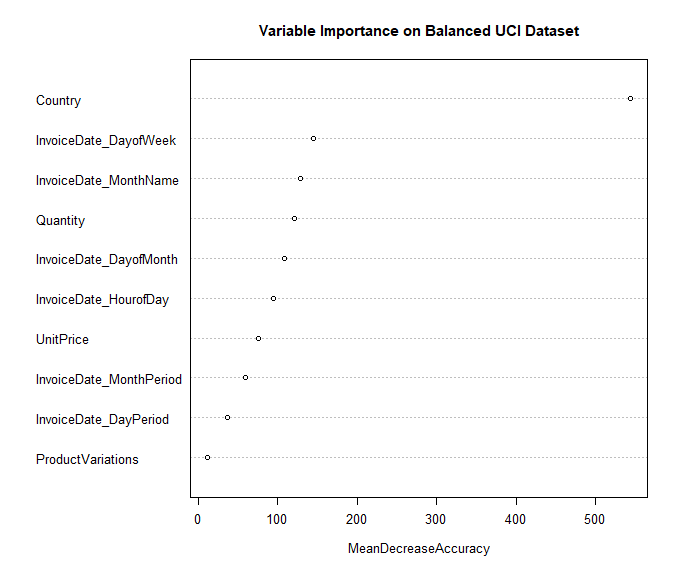 Variable Importance on Balanced UCI Dataset
Country
InvoiceDate_DayofWeek
InvoiceDate_MonthName
Quantity
InvoiceDate_DayofMonth
InvoiceDate_HourofDay
UnitPrice
InvoiceDate_MonthPeriod
InvoiceDate_DayPeriod
ProductVariations
0 100 200 300 400 500
MeanDecreaseAccuracy